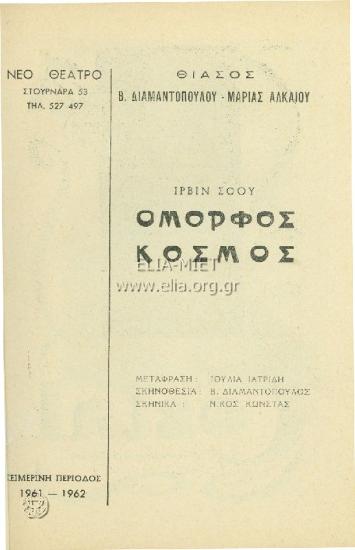 ΝΕΟ ΘΕΑΤΡΟ
ΣΤΟΥΡΝΑΡΑ 53
ΤΗΛ. 527 497
ΘΙΑΣΟΣ
Β. ΔΙΑΜΑΝΤΟΠΟΥΛΟΥ - ΜΑΡΙΑΣ ΑΛΚΑΙΟΥ
ΙΡΒΙΝ ΣΟΟΥ
ΟΜΟΡΦΟΣ
ΚΟΣΜΟΣ
ELIA-MIET
www.elia.org.gr
ΜΕΤΑΦΡΑΣΗ: ΙΟΥΛΙΑ ΙΑΤΡΙΔΗ
ΣΚΗΝΟΘΕΣΙΑ: Β. ΔΙΑΜΑΝΤΟΠΟΥΛΟΣ
ΣΚΗΝΙΚΑ: ΝΙΚΟΣ ΚΩΝΣΤΑΣ
ΧΕΙΜΕΡΙΝΗ ΠΕΡΙΟΔΟΣ
1961 — 1962